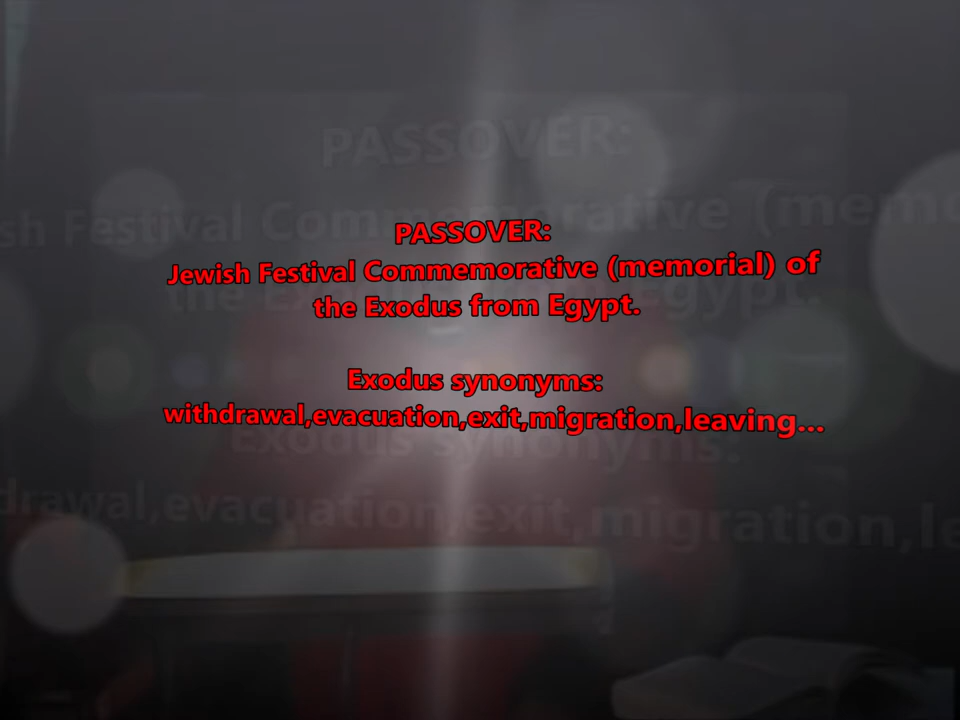 PASSOVER:
Jewish Festival Commemorative (memorial) of
the Exodus from Egypt.
Exodus synonyms:
withdrawal,evacuation,exit,migration,leaving...